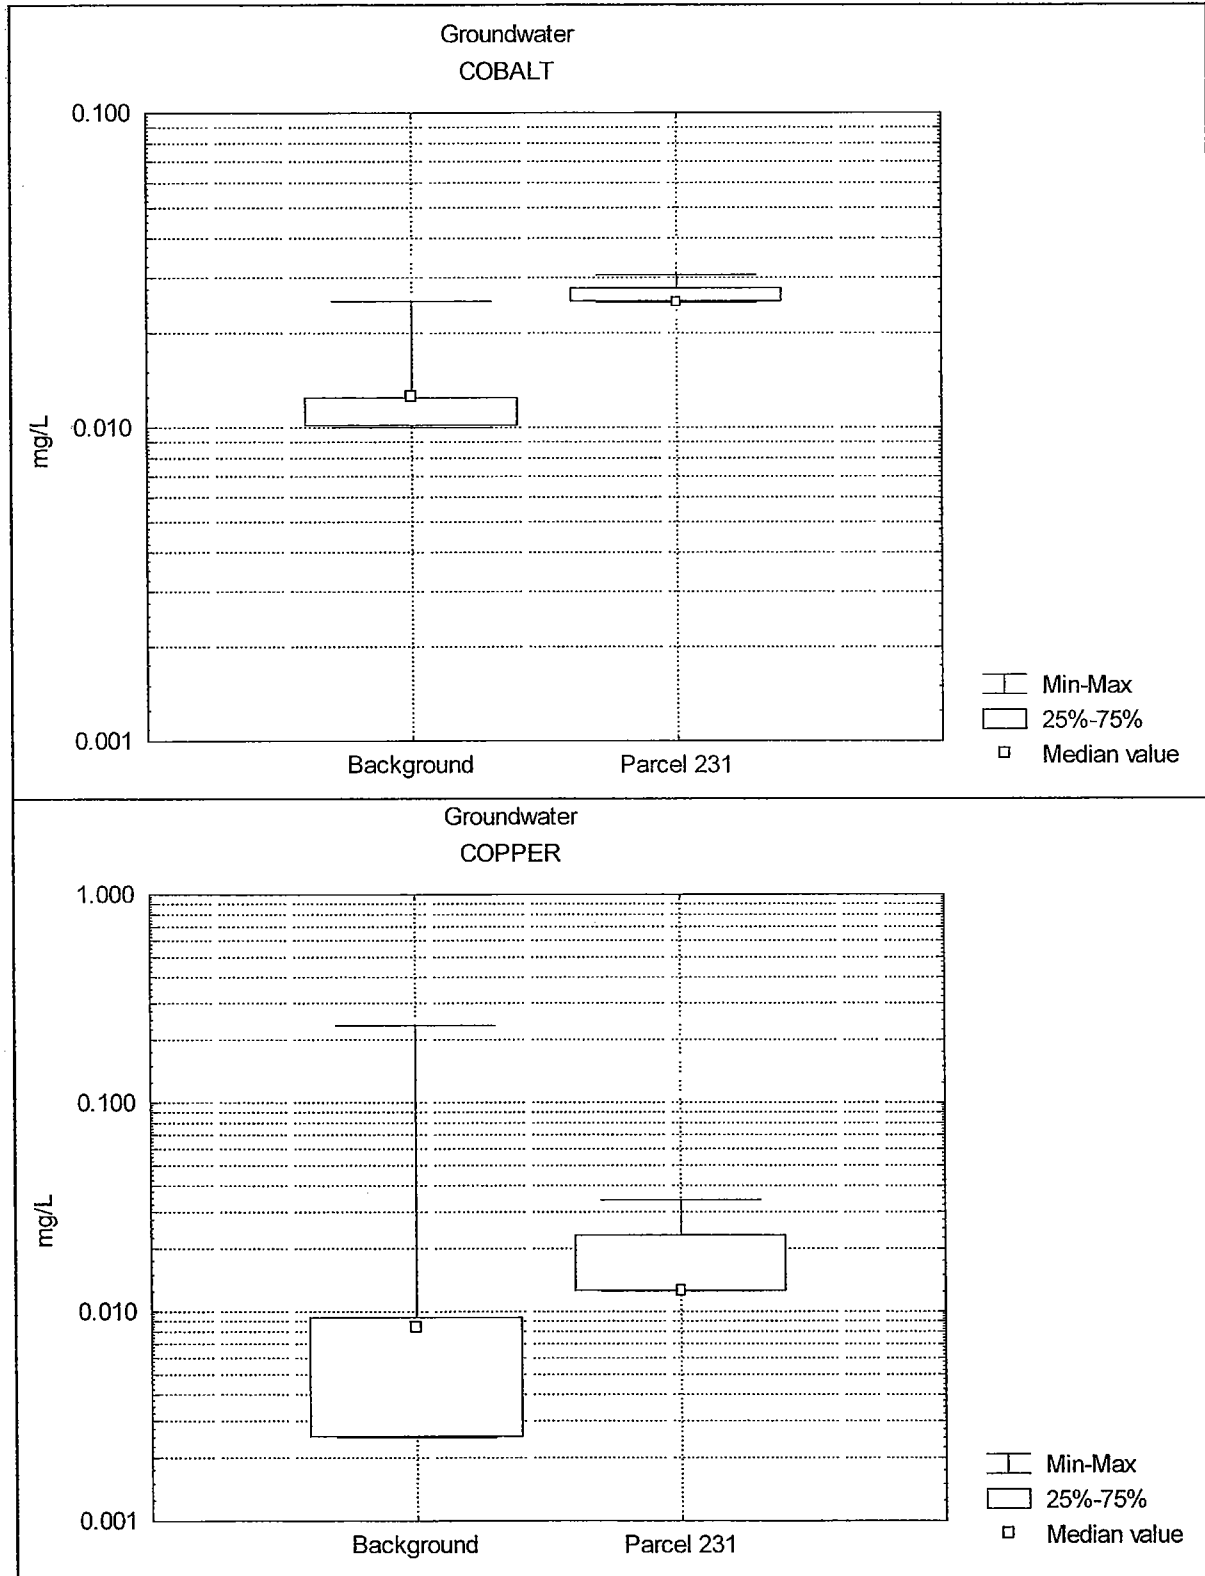 Groundwater
COBALT
0.100
0.010
0.001
mg/L
Background Parcel 231
Min-Max
25%-75%
Median value
Groundwater
COPPER
1.000
0.100
0.010
0.001
mg/L
Background Parcel 231
Min-Max
25%-75%
Median value